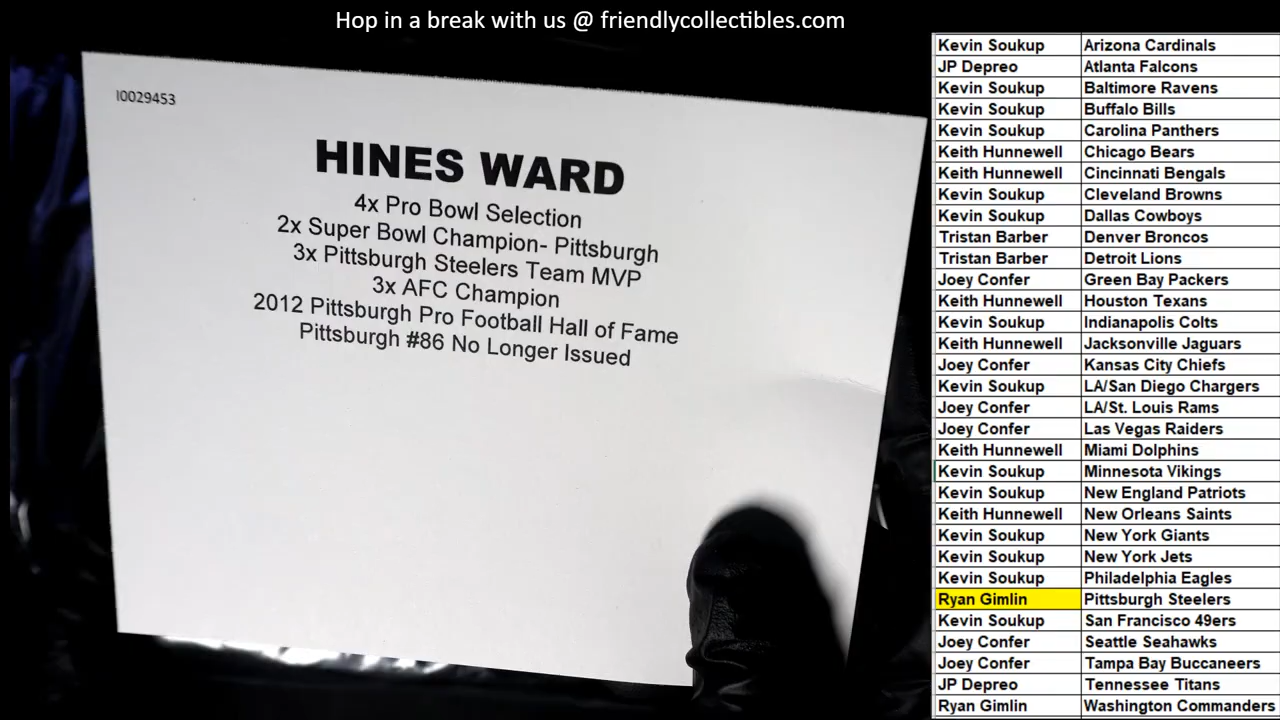 Hop in a break with us @ friendlycollectibles.com
I0029453
HINES WARD
4x Pro Bowl Selection
2x Super Bowl Champion- Pittsburgh
3x Pittsburgh Steelers Team MVP
3x AFC Champion
2012 Pittsburgh Pro Football Hall of Fame
Pittsburgh #86 No Longer Issued
Kevin Soukup Arizona Cardinals
JP Depreo Atlanta Falcons
Kevin Soukup Baltimore Ravens
Kevin Soukup Buffalo Bills
Kevin Soukup Carolina Panthers
Keith Hunnewell Chicago Bears
Keith Hunnewell Cincinnati Bengals
Kevin Soukup Cleveland Browns
Kevin Soukup Dallas Cowboys
Tristan Barber Denver Broncos
Tristan Barber Detroit Lions
Joey Confer Green Bay Packers
Keith Hunnewell Houston Texans
Kevin Soukup Indianapolis Colts
Keith Hunnewell Jacksonville Jaguars
Joey Confer Kansas City Chiefs
Kevin Soukup LA/San Diego Chargers
Joey Confer LA/St. Louis Rams
Joey Confer Las Vegas Raiders
Keith Hunnewell Miami Dolphins
Kevin Soukup Minnesota Vikings
Kevin Soukup New England Patriots
Keith Hunnewell New Orleans Saints
Kevin Soukup New York Giants
Kevin Soukup New York Jets
Kevin Soukup Philadelphia Eagles
Ryan Gimlin Pittsburgh Steelers
Kevin Soukup San Francisco 49ers
Joey Confer Seattle Seahawks
Joey Confer Tampa Bay Buccaneers
JP Depreo Tennessee Titans
Ryan Gimlin Washington Commanders